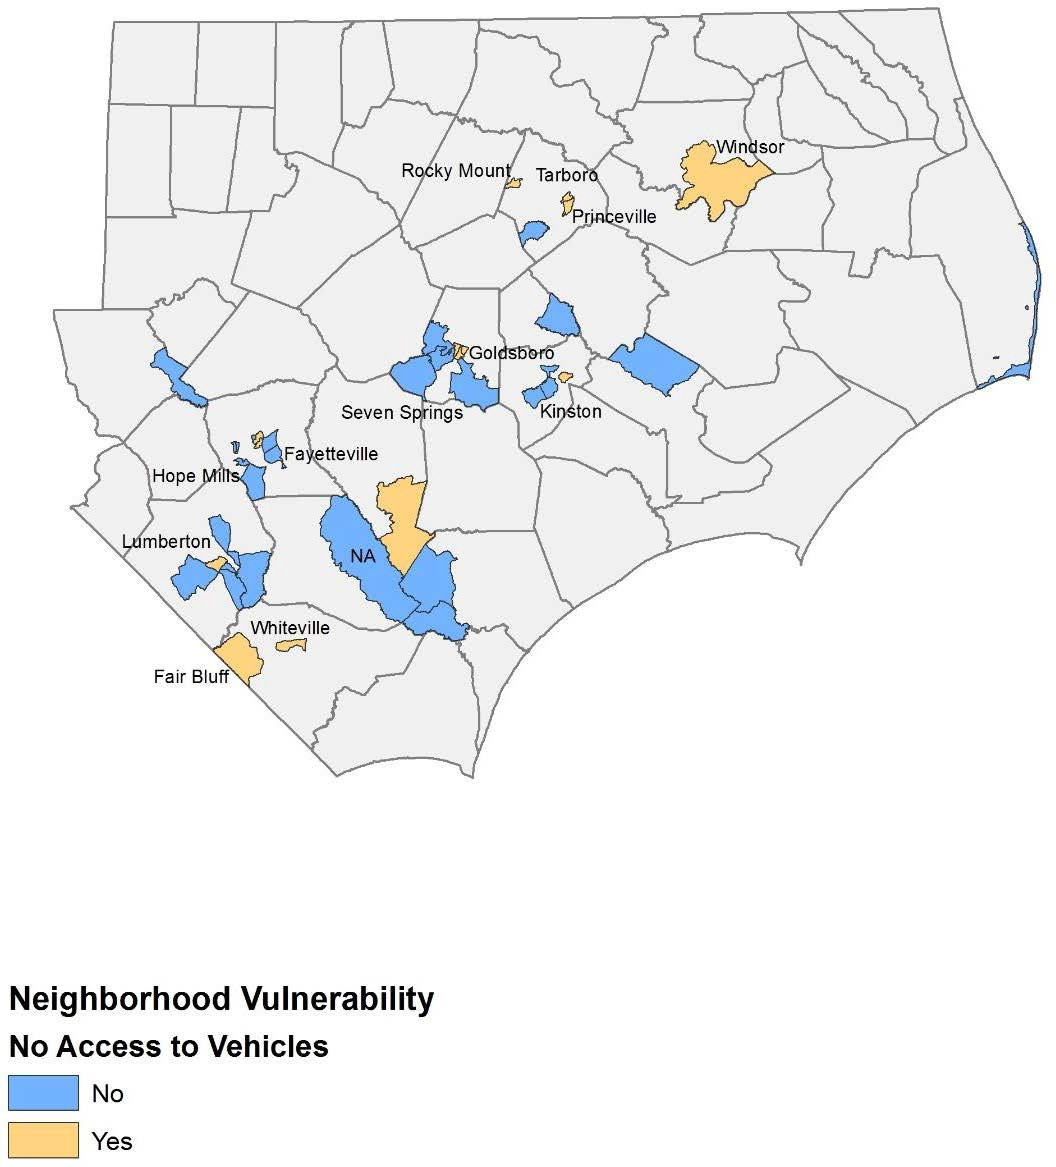 Windsor
Rocky Mount
Tarboro
Princeville
Goldsboro
Seven Springs
Kinston
Fayetteville
Hope Mills
Lumberton
NA
Whiteville
Fair Bluff
Neighborhood Vulnerability
No Access to Vehicles
No
Yes